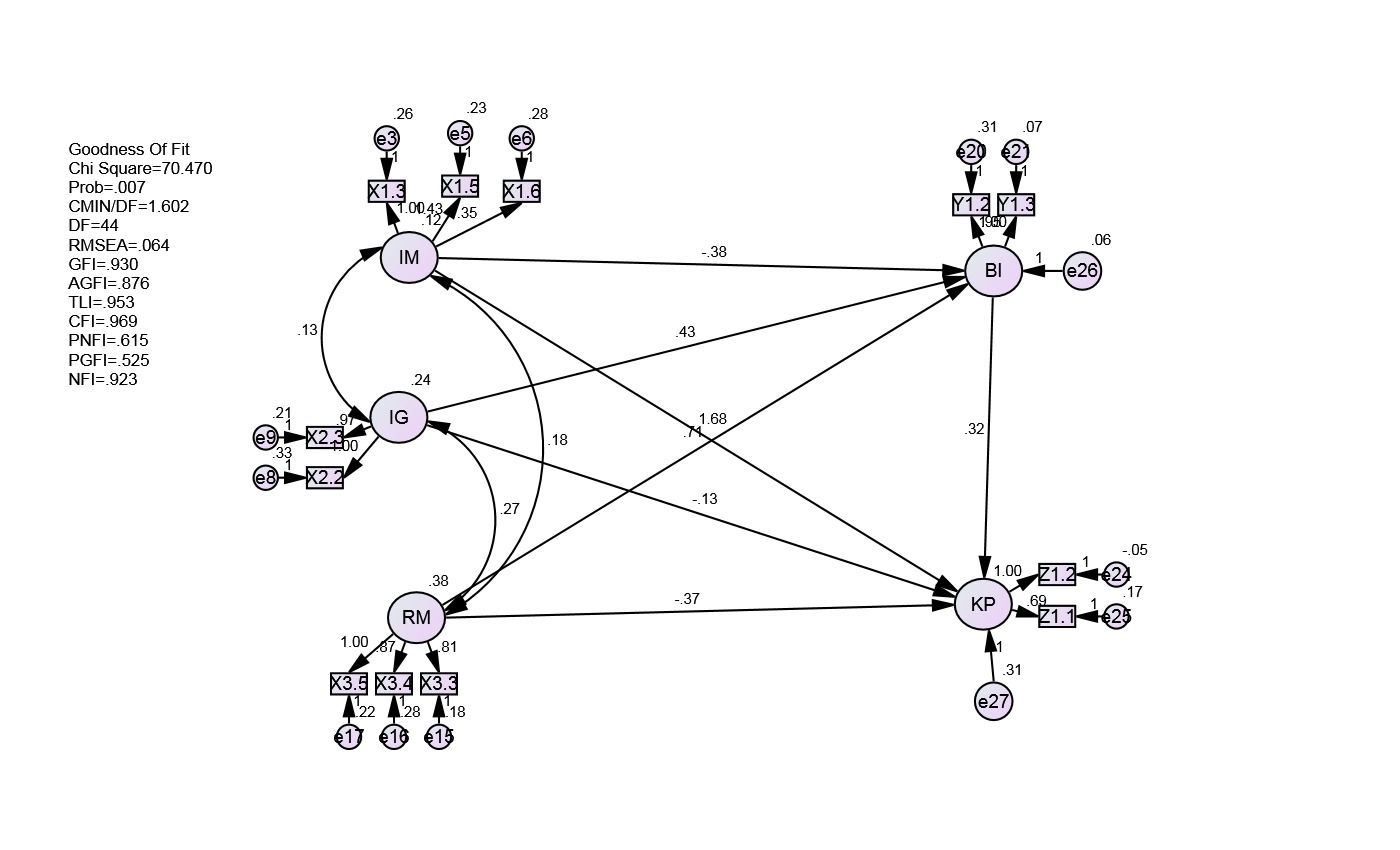 Goodness Of Fit
Chi Square=70.470
Prob=.007
CMIN/DF=1.602
DF=44
RMSEA=.064
GFI=.930
AGFI=.876
TLI=.953
CFI=.969
PNFI=.615
PGFI=.525
NFI=.923
.26
.23
.28
e3
e5
e6
1
1
1
X1.3
X1.5
X1.6
1.00
.12
IM
.31
.07
e20
e21
1
1
Y1.2
Y1.3
BI
.06
1
e26
-.38
.13
.43
.24
IG
.21
e9
1
X2.3
.97
.33
e8
1
X2.2
1.00
1.68
.71
.18
.32
-.13
.27
.38
RM
-.37
1.00
.87
.81
X3.5
X3.4
X3.3
1
1
1
.22
.28
.18
e17
e16
e15
KP
1.00
Z1.2
1
e24
-.05
.69
Z1.1
1
e25
.17
1
.31
e27